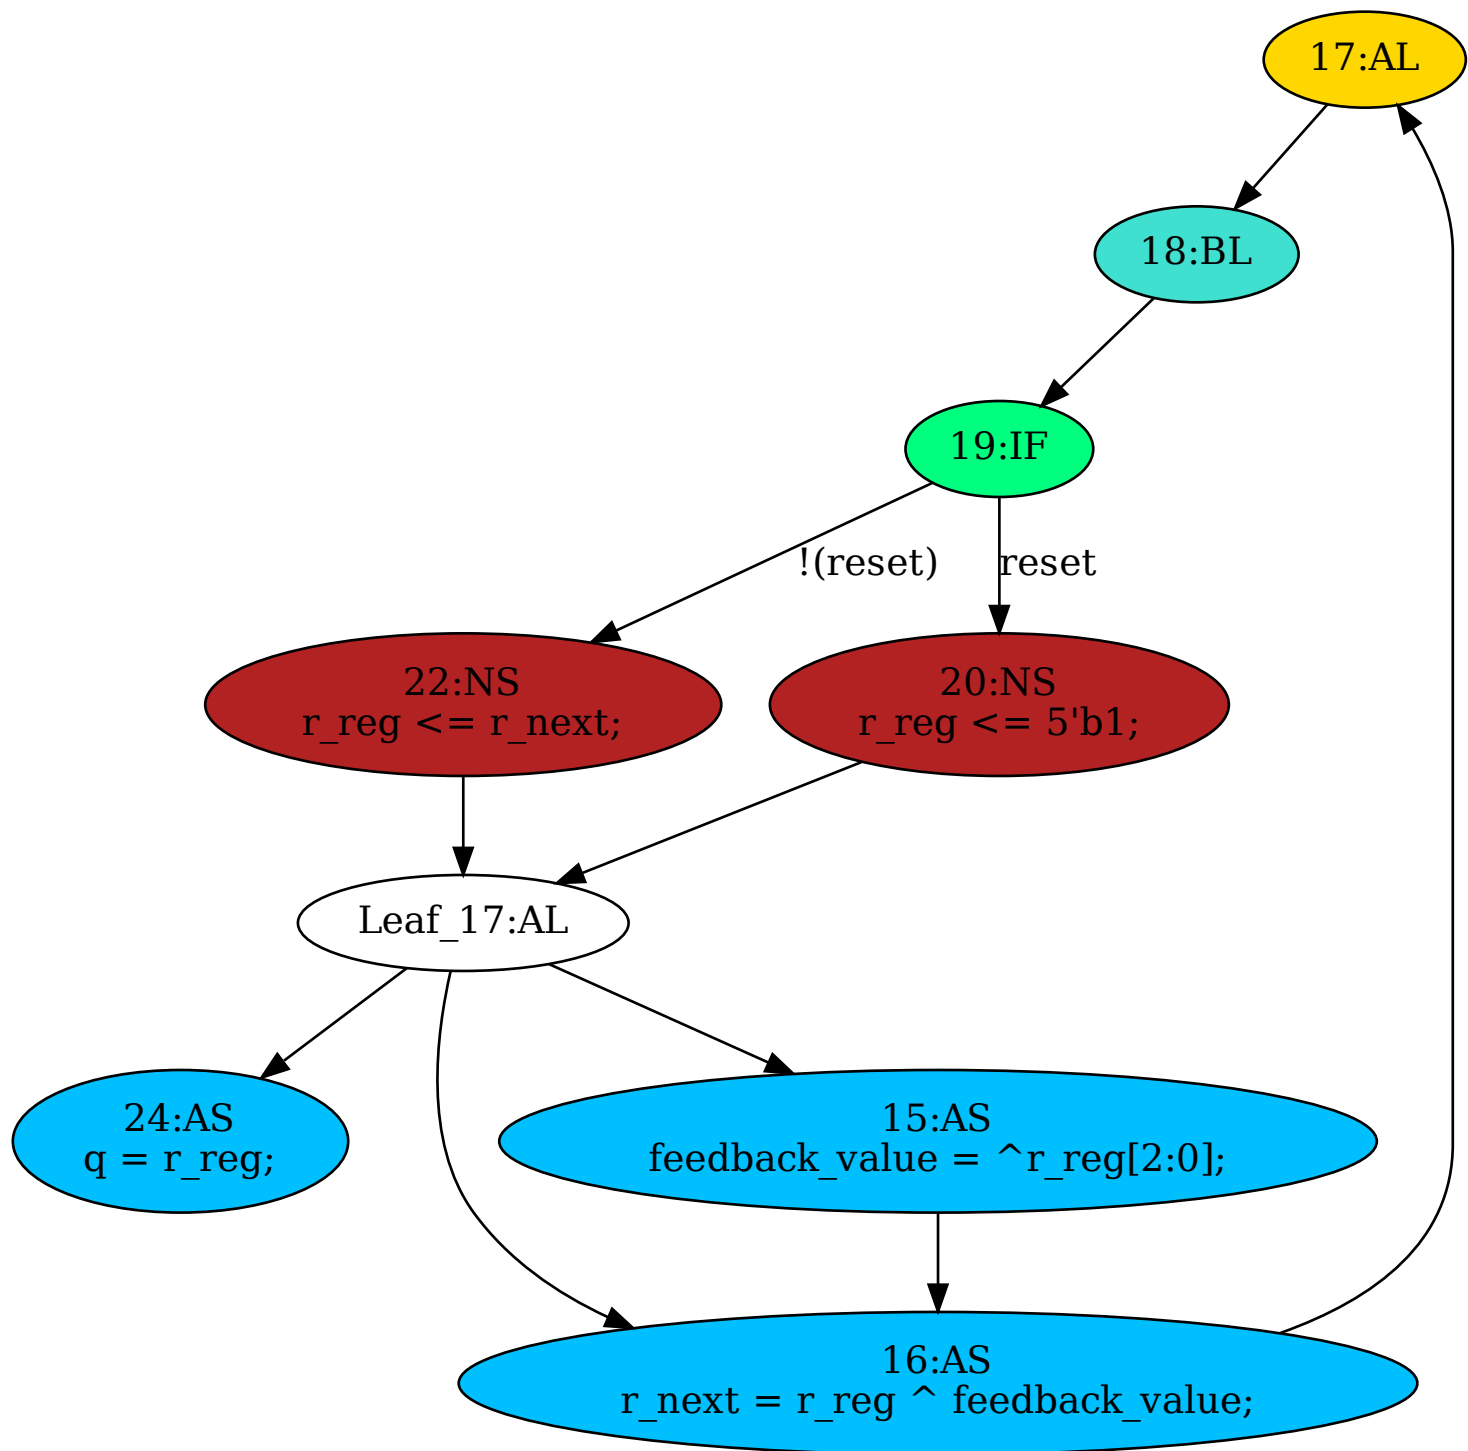 17:AL
18:BL
19:IF
!(reset)
reset
22:NS
r_reg <= r_next;
20:NS
r_reg <= 5'b1;
Leaf_17:AL
24:AS
q = r_reg;
15:AS
feedback_value = ^r_reg[2:0];
16:AS
r_next = r_reg ^ feedback_value;